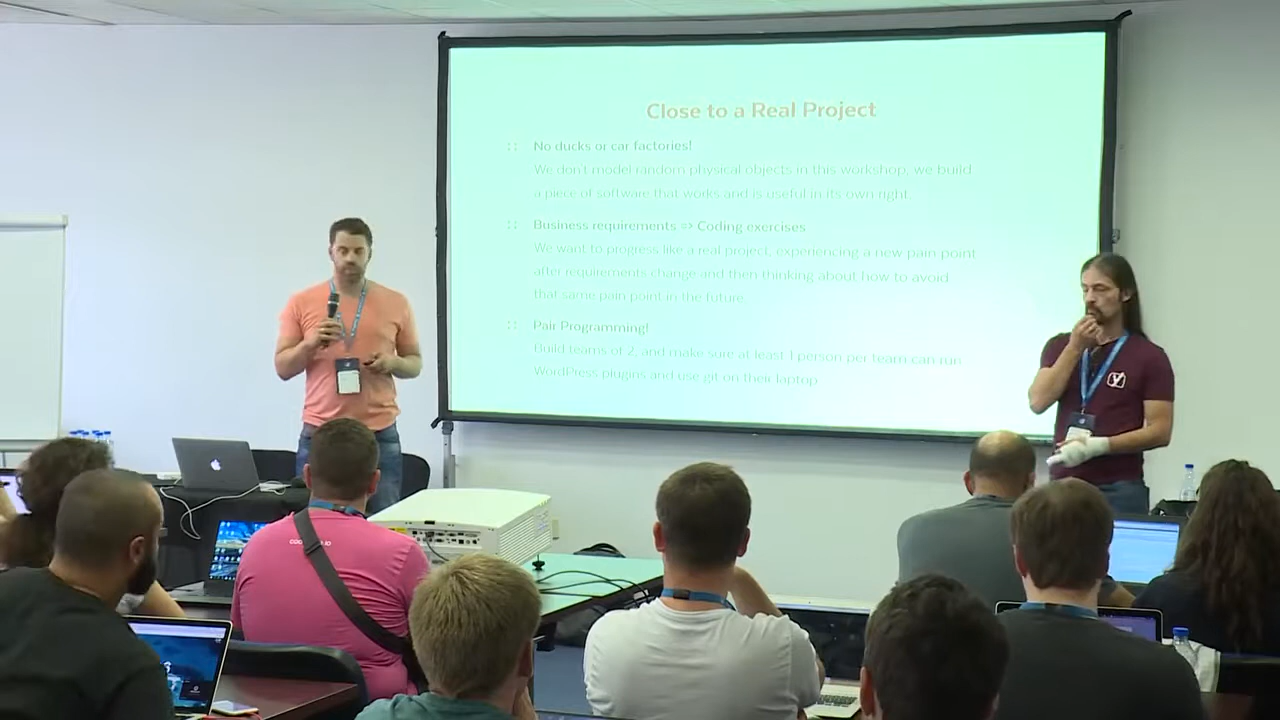 Close to a Real Project
:: No ducks or car factories!
We don't model random physical objects in this workshop, we build
a piece of software that works and is useful in its own right.
:: Business requirements => Coding exercises
We want to progress like a real project, experiencing a new pain point
after requirements change and then thinking about how to avoid
that same pain point in the future.
:: Pair Programming!
Build teams of 2, and make sure at least 1 person per team can run
WordPress plugins and use git on their laptop